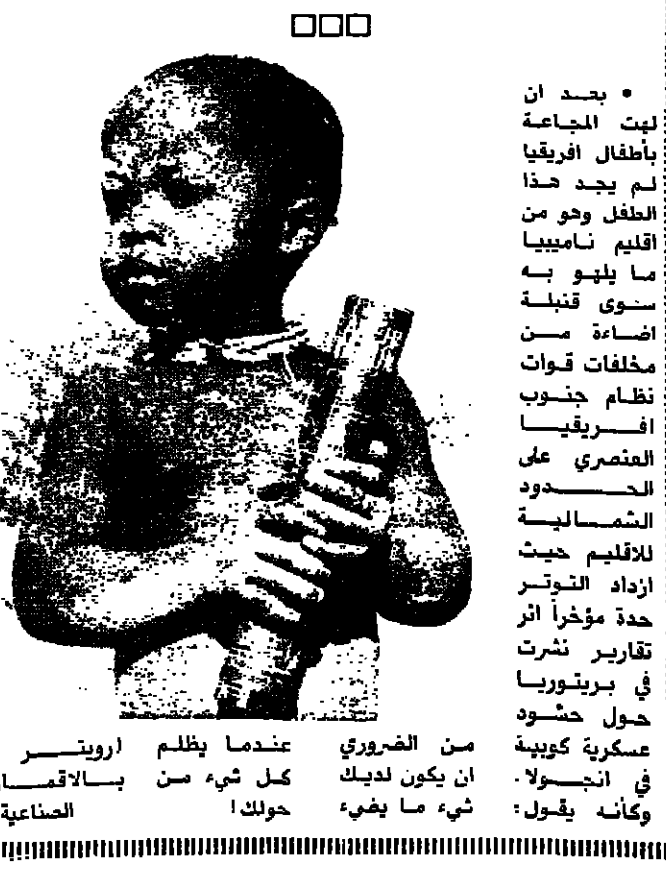 • بعد ان
لهت المجاعة
بأطفال افريقيا
لم يجد هذا
الطفل وهو من
اقليم ناميبيا
ما يلهو به
سوى قنبلة
اضاءة من
مخلفات قوات
نظام جنوب
افريقيا
العنصري على
الحدود
الشمالية
للاقليم حيث
ازداد التوتر
حدة مؤخراً اثر
تقارير نشرت
في بريتوريا
حول حشود
عسكرية كوبية
في انجولا.
وكأنه يقول:
من الضروري
ان يكون لديك
شيء ما يضيء
عندما يظلم
كل شيء من
حولك!
(رويتر
بالاقمار
الصناعية